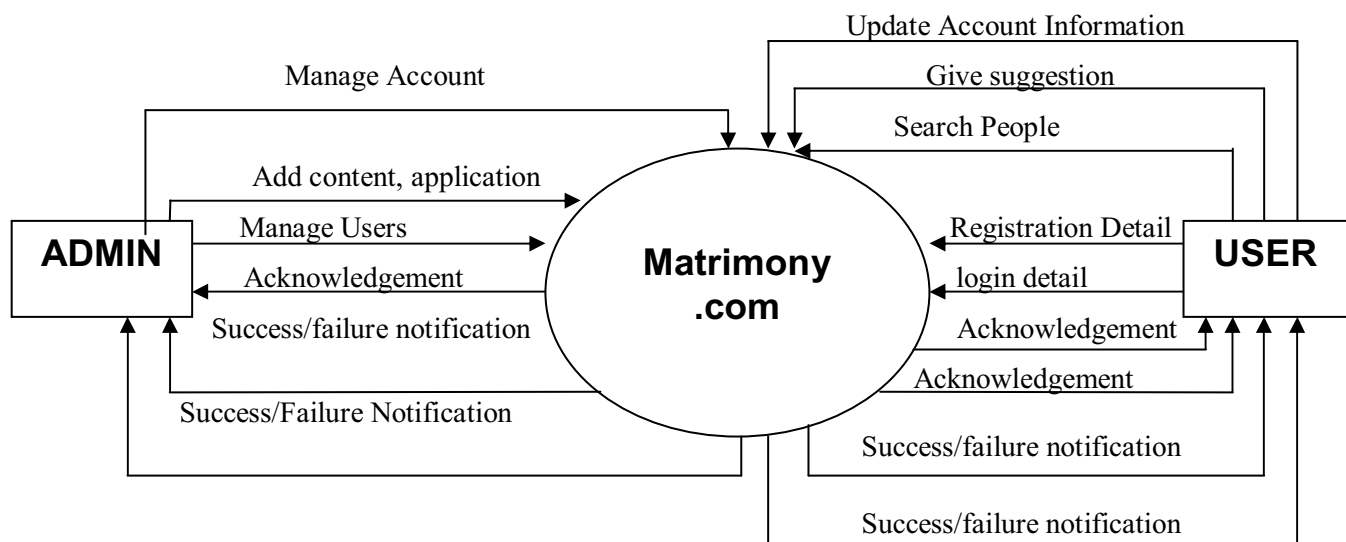 Update Account Information
Manage Account
Give suggestion
Search People
Add content, application
ADMIN
Manage Users
Registration Detail
USER
Matrimony
.com
Acknowledgement
login detail
Success/failure notification
Acknowledgement
Acknowledgement
Success/Failure Notification
Success/failure notification
Success/failure notification